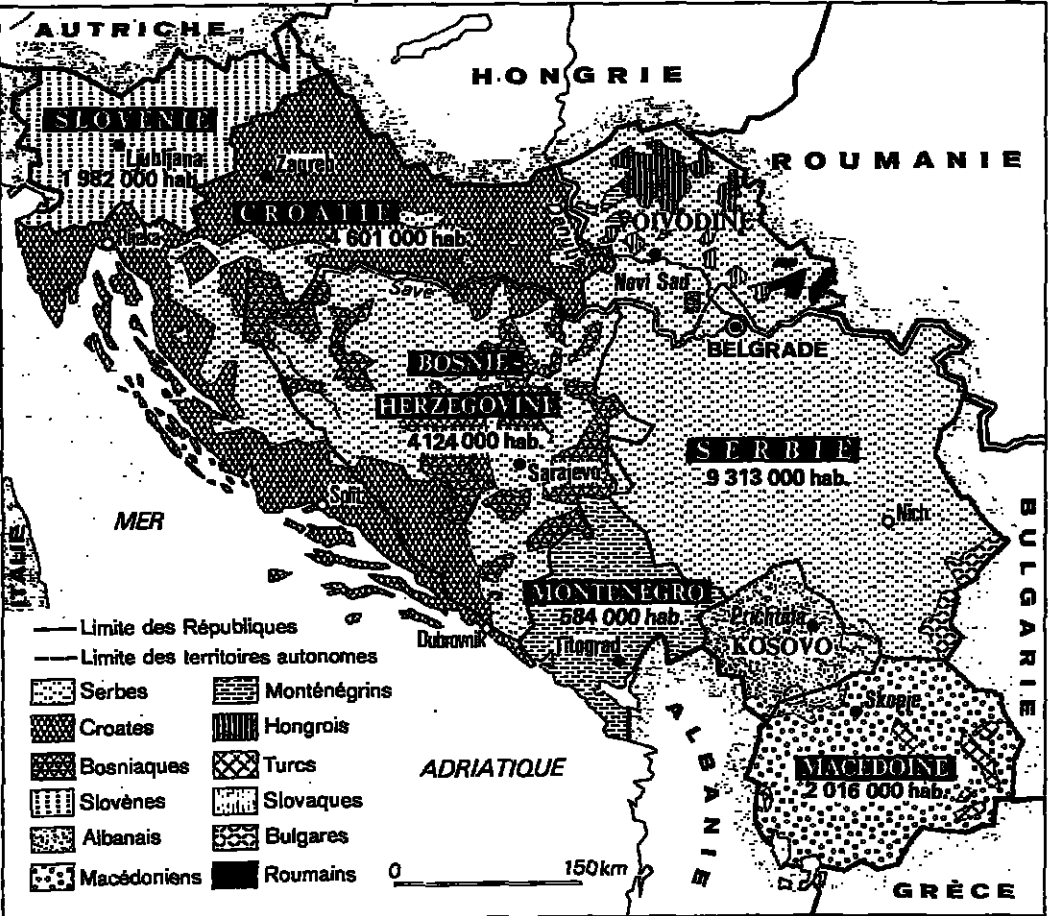 AUTRICHE
HONGRIE
SLOVÉNIE
Ljubljana
1 982 000 hab.
Zagreb
ROUMANIE
CROATIE
4 601 000 hab.
VOÏVODINE
Rijeka
Novi Sad
Save
BELGRADE
BOSNIE-
HERZÉGOVINE
4 124 000 hab.
SERBIE
9 313 000 hab.
Sarajevo
Split
Nich
MER
ITALIE
BULGARIE
MONTÉNÉGRO
584 000 hab.
Prichtina
KOSOVO
Dubrovnik
Titograd
Limite des Républiques
Limite des territoires autonomes
Serbes
Monténégrins
Croates
Hongrois
Bosniaques
Turcs
Slovènes
Slovaques
Albanais
Bulgares
Macédoniens
Roumains
ADRIATIQUE
ALBANIE
Skopje
MACÉDOINE
2 016 000 hab.
0 150km
GRÈCE